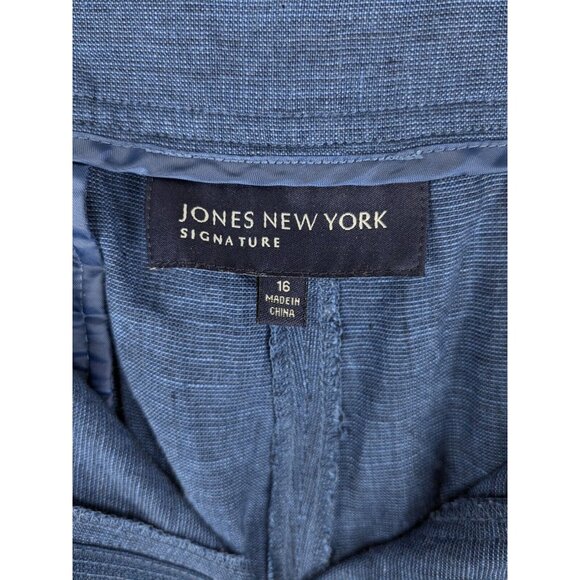 JONES NEW YORK
SIGNATURE
16
MADE IN
CHINA